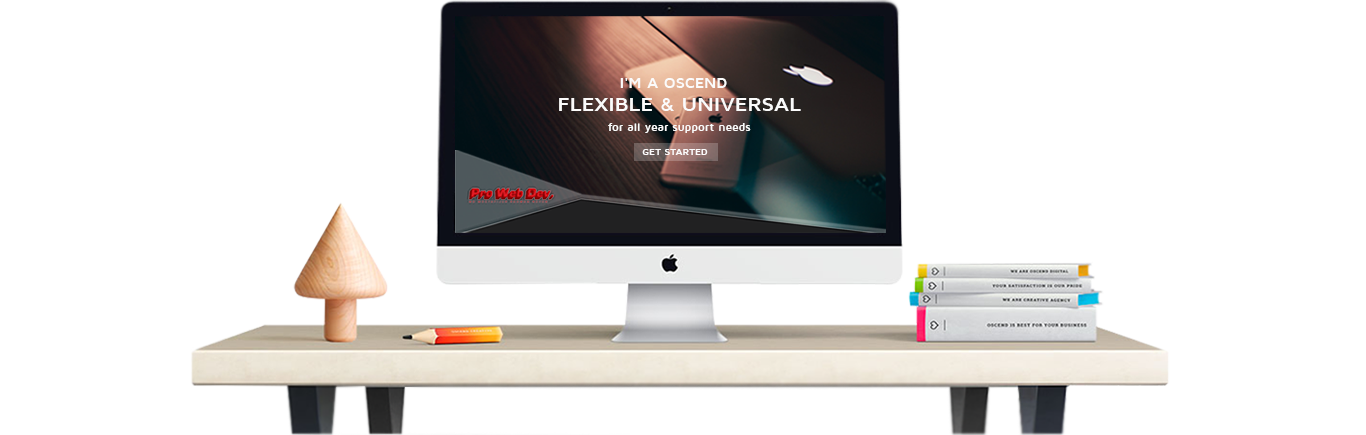 I'M A OSCEND
FLEXIBLE & UNIVERSAL
for all year support needs
GET STARTED
Pro Web Dev.
WE ARE OSCEND DIGITAL
YOUR SATISFACTION IS OUR PRIDE
WE ARE CREATIVE AGENCY
OSCEND IS BEST FOR YOUR BUSINESS